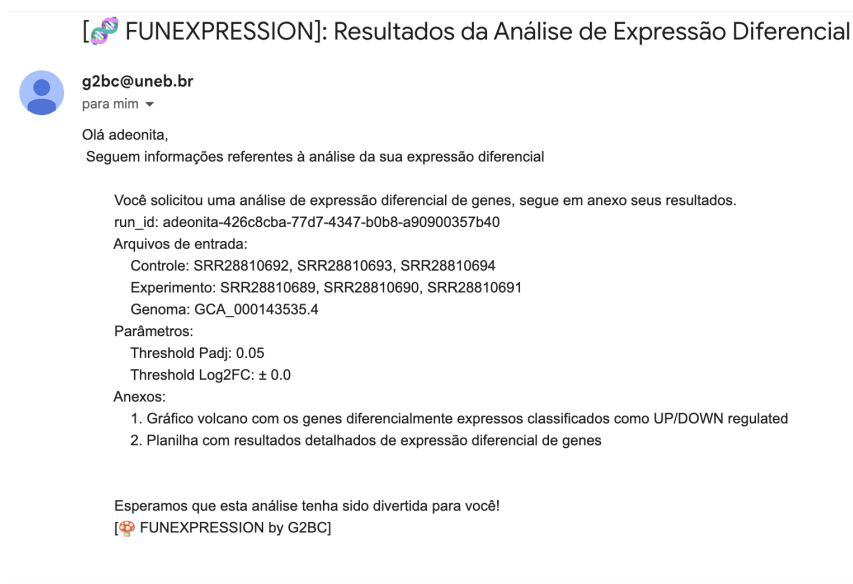 [🧬 FUNEXPRESSION]: Resultados da Análise de Expressão Diferencial
g2bc@uneb.br
para mim
Olá adeonita,
Seguem informações referentes à análise da sua expressão diferencial
Você solicitou uma análise de expressão diferencial de genes, segue em anexo seus resultados.
run_id: adeonita-426c8cba-77d7-4347-b0b8-a90900357b40
Arquivos de entrada:
Controle: SRR28810692, SRR28810693, SRR28810694
Experimento: SRR28810689, SRR28810690, SRR28810691
Genoma: GCA_000143535.4
Parâmetros:
Threshold Padj: 0.05
Threshold Log2FC: ± 0.0
Anexos:
1. Gráfico volcano com os genes diferencialmente expressos classificados como UP/DOWN regulated
2. Planilha com resultados detalhados de expressão diferencial de genes
Esperamos que esta análise tenha sido divertida para você!
[🍄 FUNEXPRESSION by G2BC]